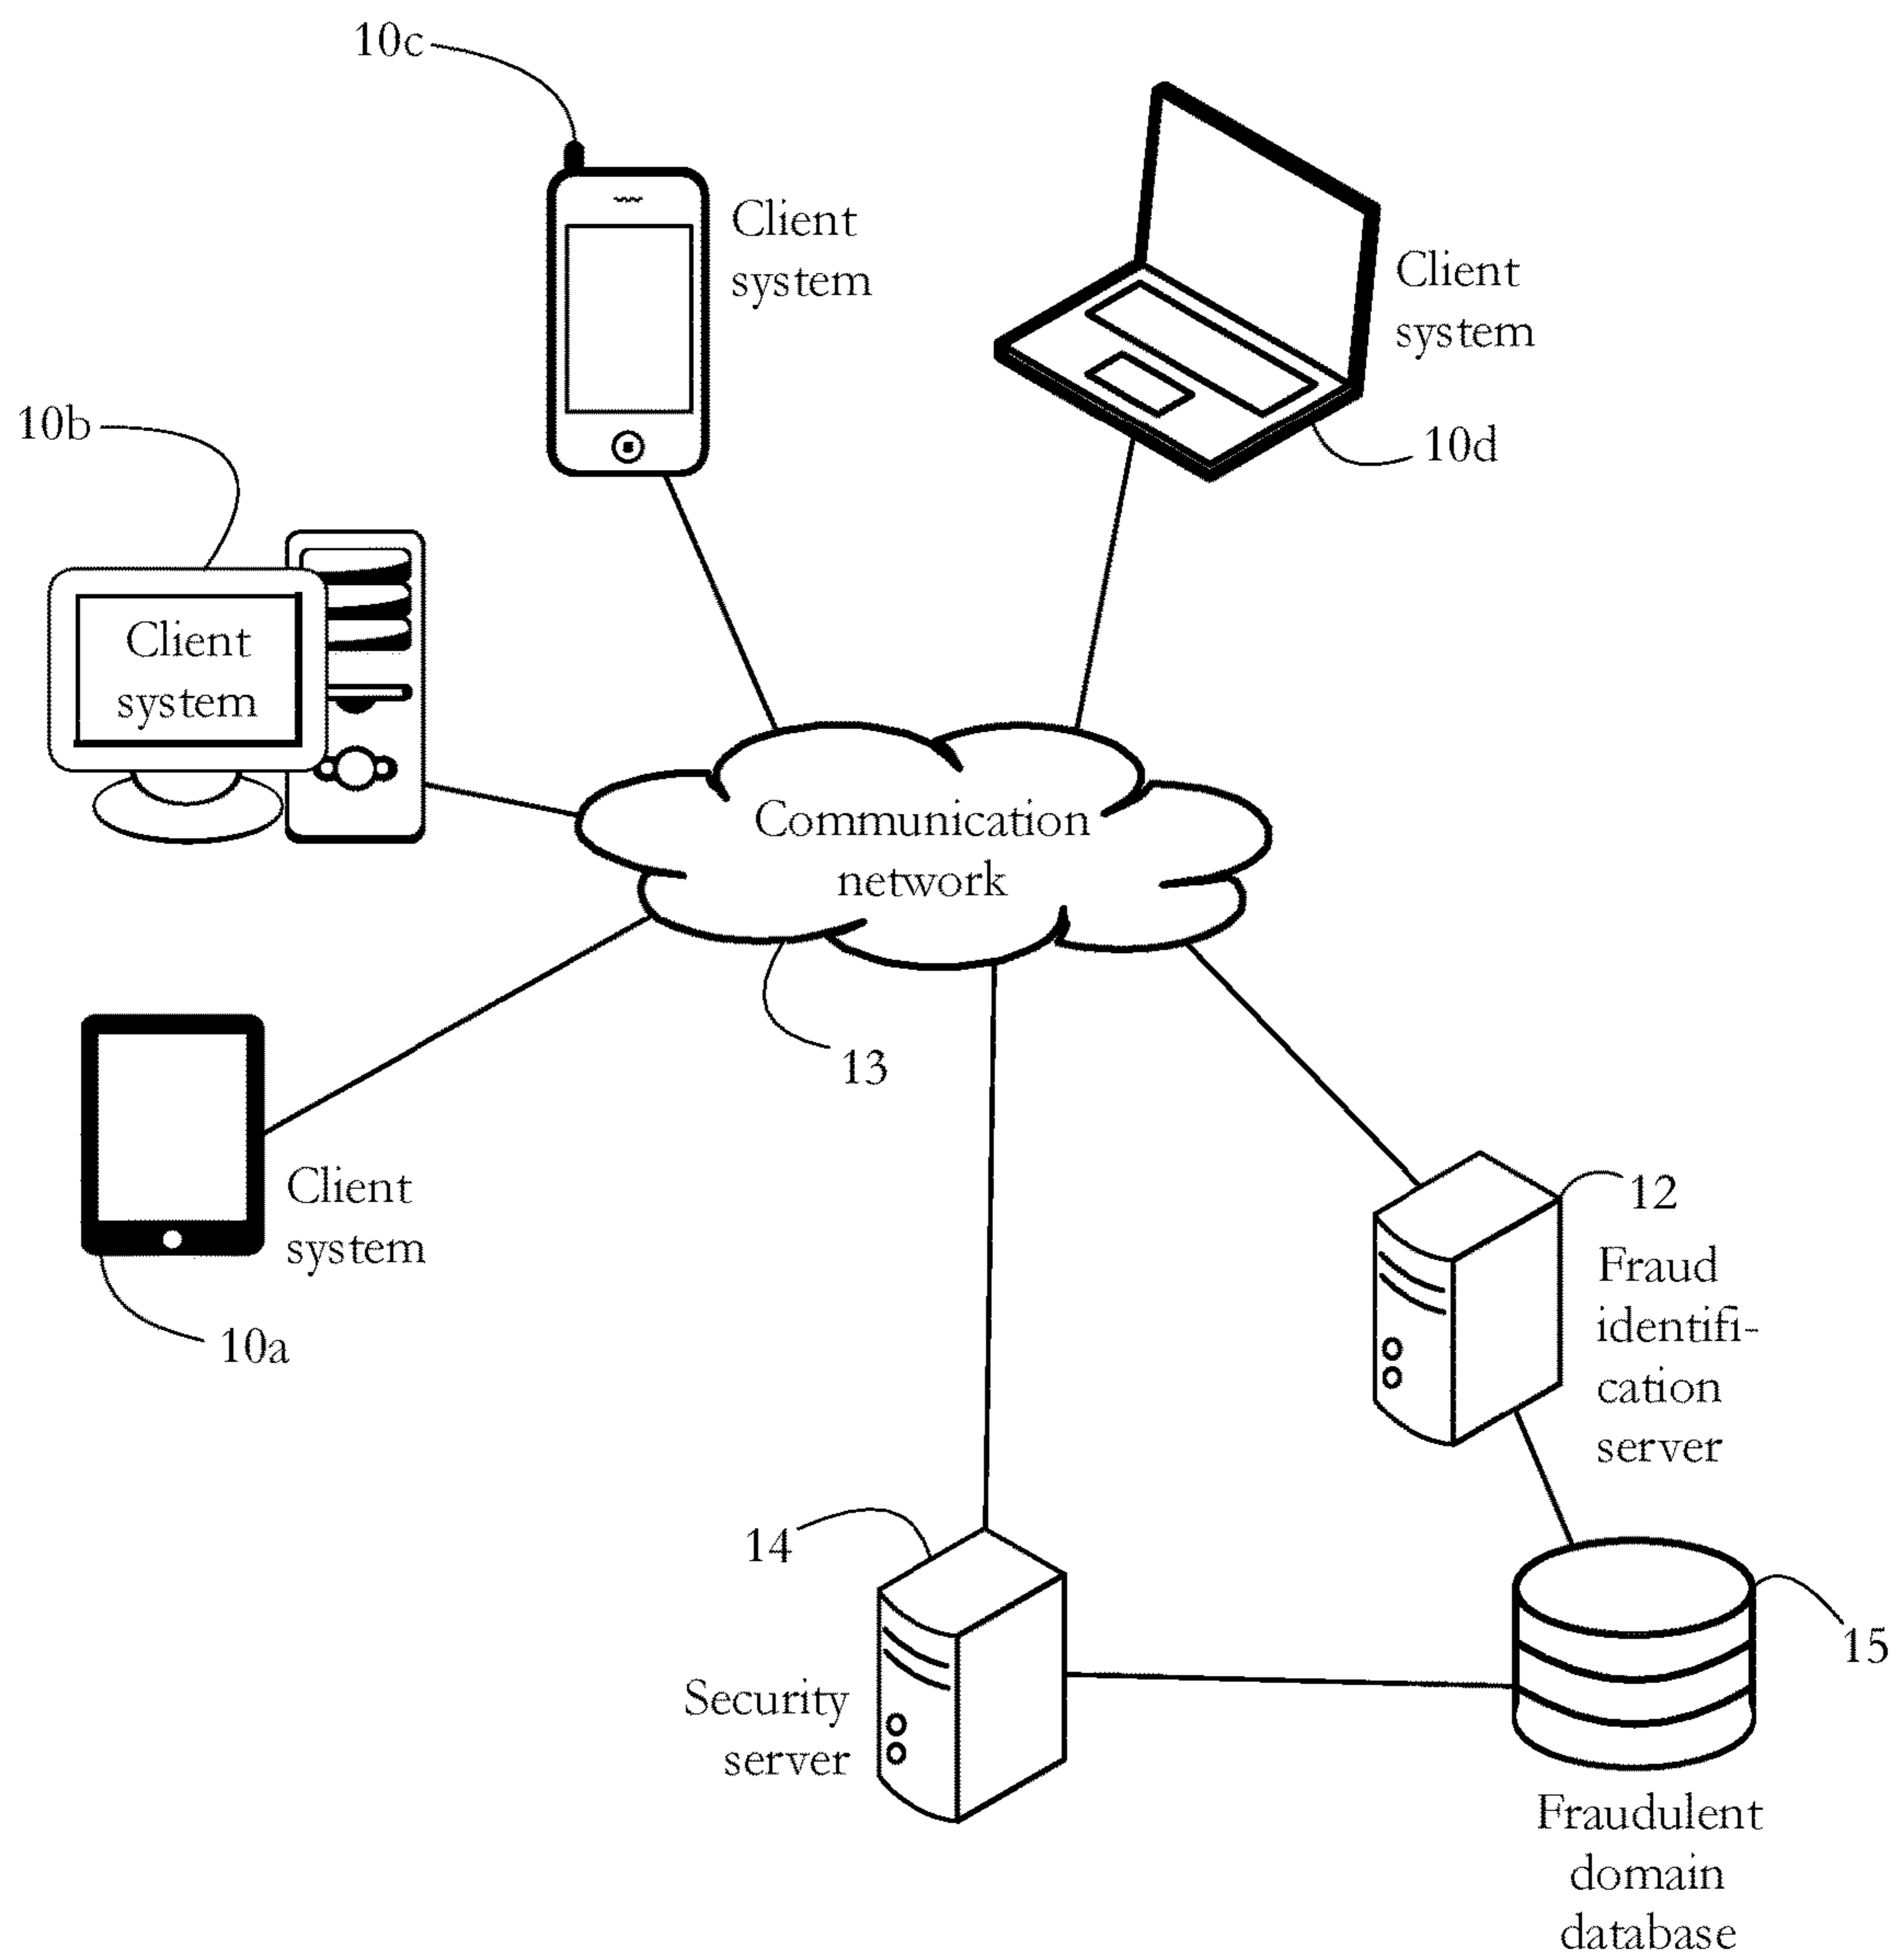 10c
Client
system
Client
system
10b
10d
Client
system
Communication
network
13
Client
system
10a
12
Fraud
identifi-
cation
server
14
15
Security
server
Fraudulent
domain
database